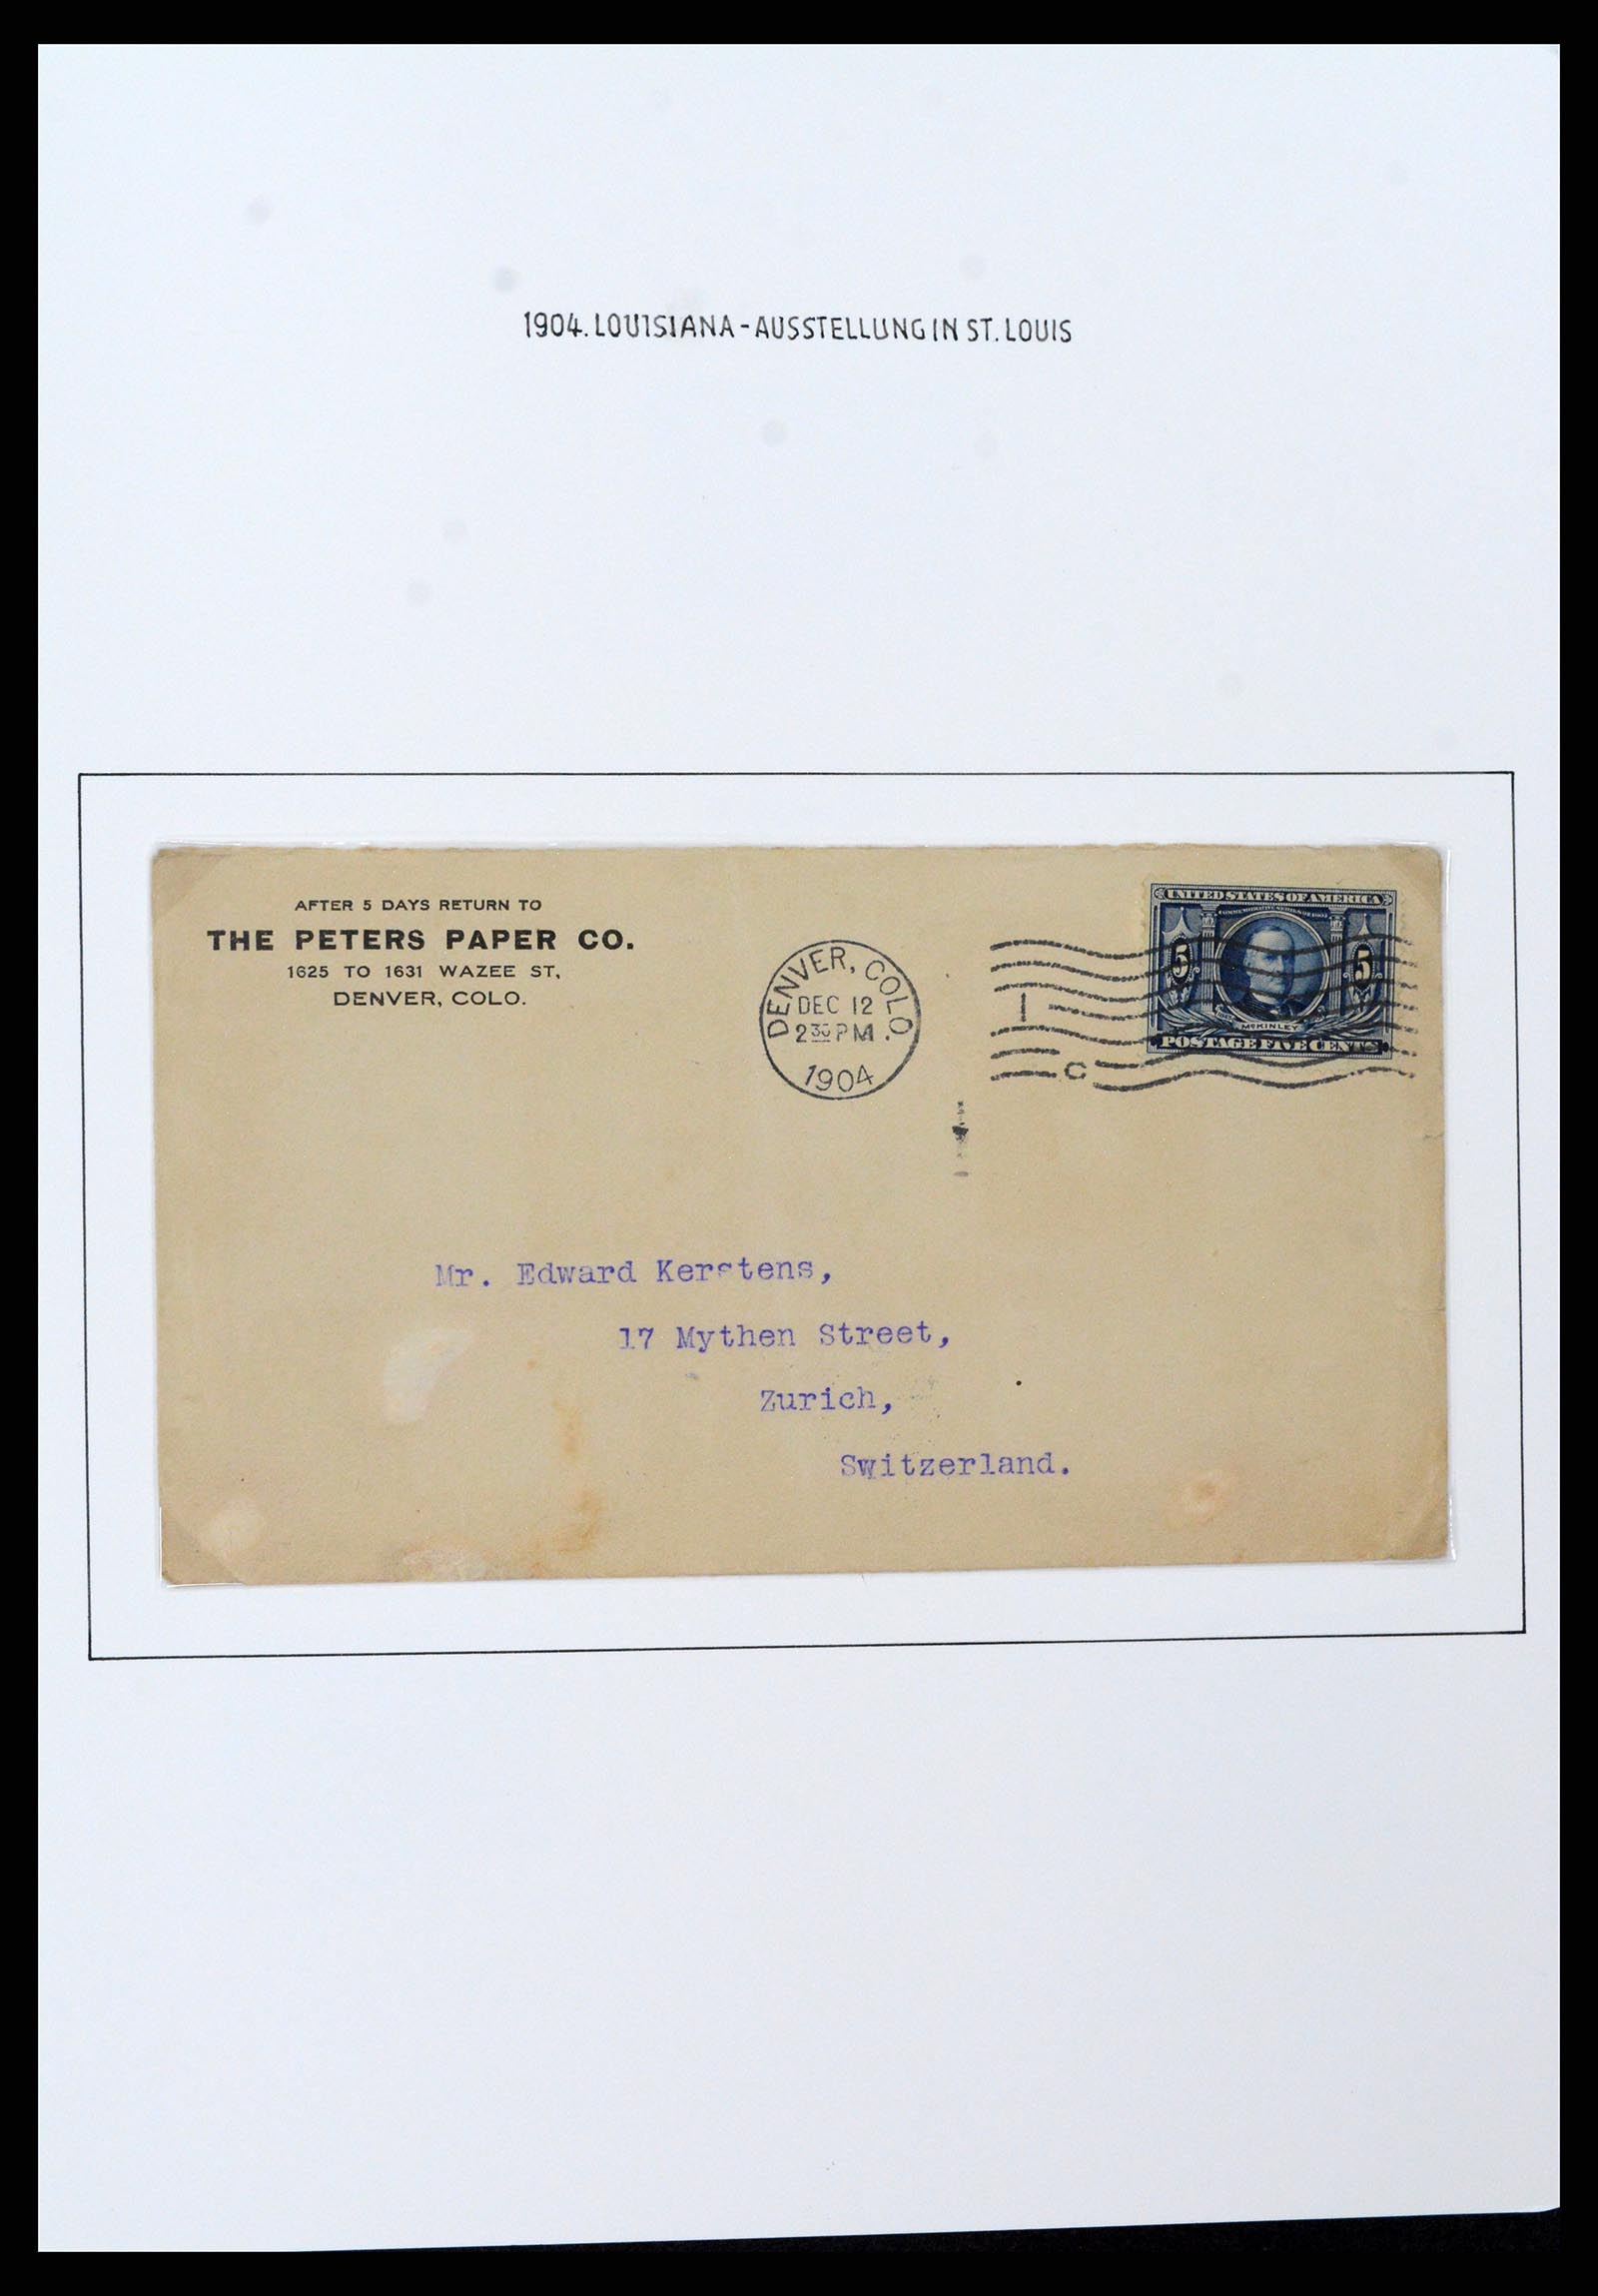 1904. LOUISIANA-AUSSTELLUNG IN ST. LOUIS
AFTER 5 DAYS RETURN TO
THE PETERS PAPER CO.
1625 TO 1631 WAZEE ST,
DENVER, COLO.
DENVER, COLO.
DEC 12
2 30 PM
1904
1
C
UNITED STATES OF AMERICA
5 5
McKINLEY
POSTAGE FIVE CENTS
Mr. Edward Kerstens,
17 Mythen Street,
Zurich,
Switzerland.